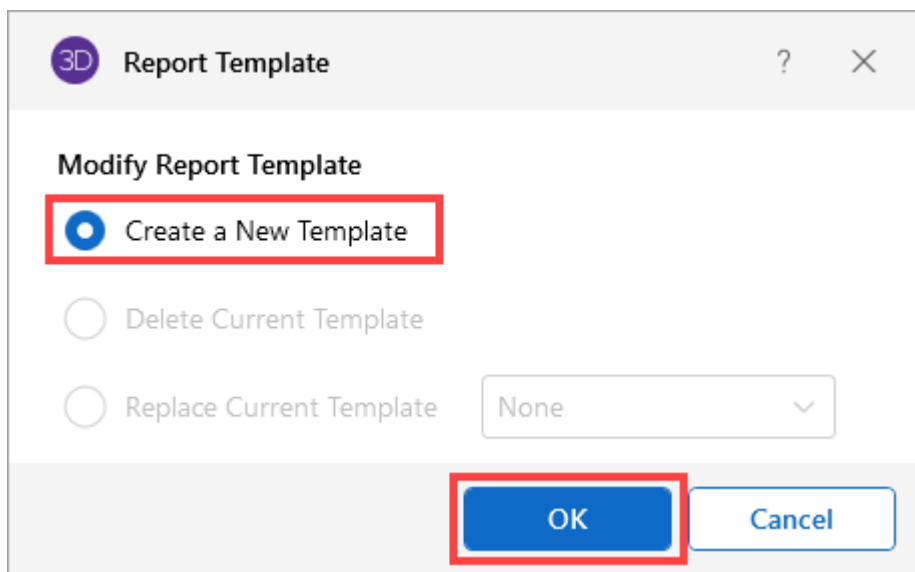 3D Report Template ?
Modify Report Template
Create a New Template
Delete Current Template
Replace Current Template None
OK Cancel